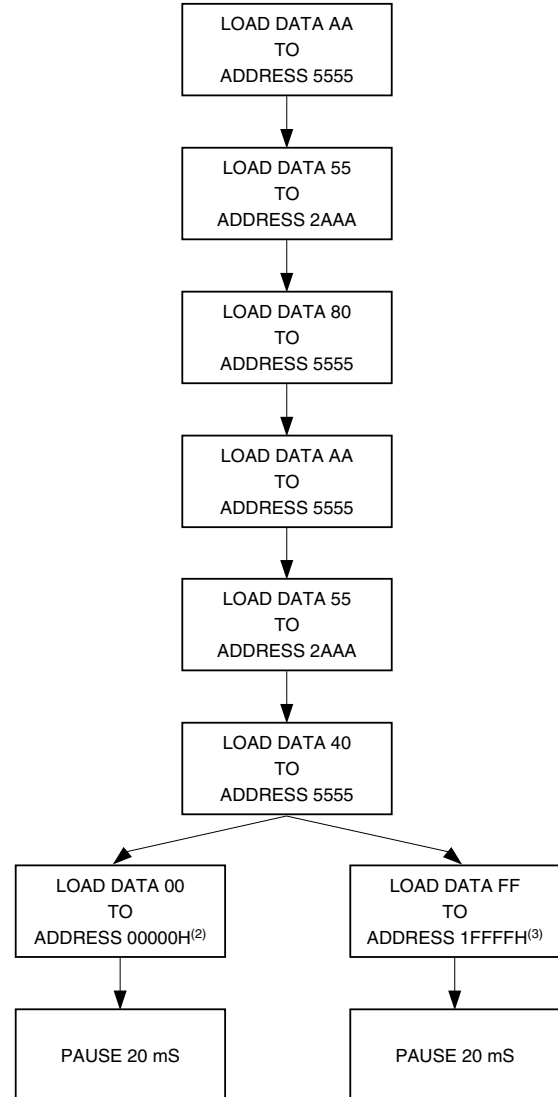 LOAD DATA AA
TO
ADDRESS 5555
LOAD DATA 55
TO
ADDRESS 2AAA
LOAD DATA 80
TO
ADDRESS 5555
LOAD DATA AA
TO
ADDRESS 5555
LOAD DATA 55
TO
ADDRESS 2AAA
LOAD DATA 40
TO
ADDRESS 5555
LOAD DATA 00
TO
ADDRESS 00000H(2)
PAUSE 20 mS
LOAD DATA FF
TO
ADDRESS 1FFFFH(3)
PAUSE 20 mS